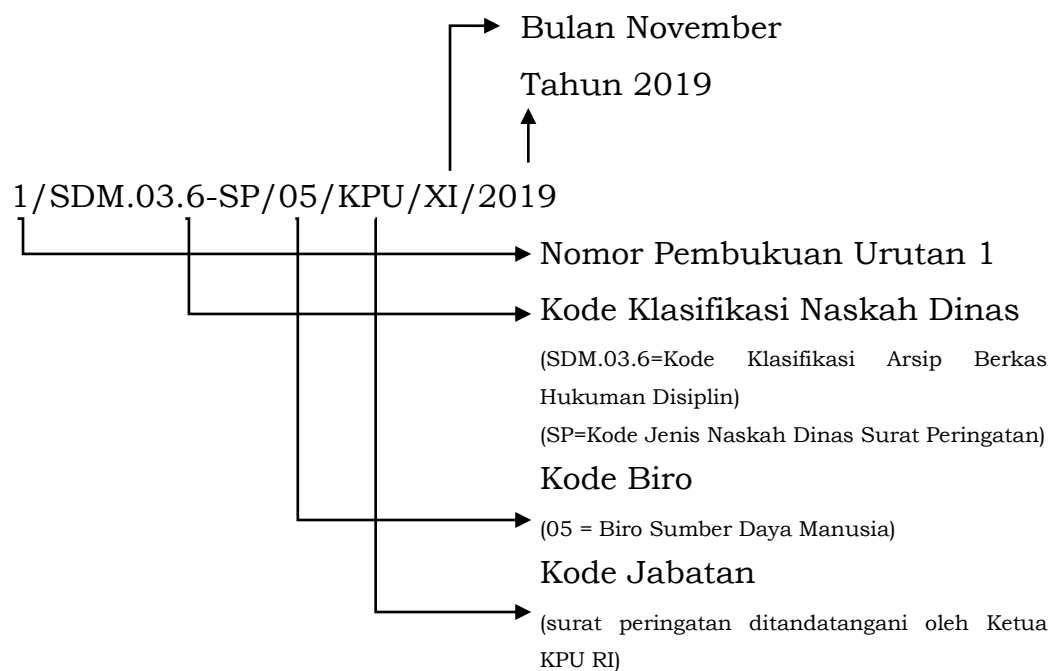 Bulan November
Tahun 2019
1/SDM.03.6-SP/05/KPU/XI/2019
Nomor Pembukuan Urutan 1
Kode Klasifikasi Naskah Dinas
(SDM.03.6=Kode Klasifikasi Arsip Berkas
Hukuman Disiplin)
(SP=Kode Jenis Naskah Dinas Surat Peringatan)
Kode Biro
(05 = Biro Sumber Daya Manusia)
Kode Jabatan
(surat peringatan ditandatangani oleh Ketua
KPU RI)